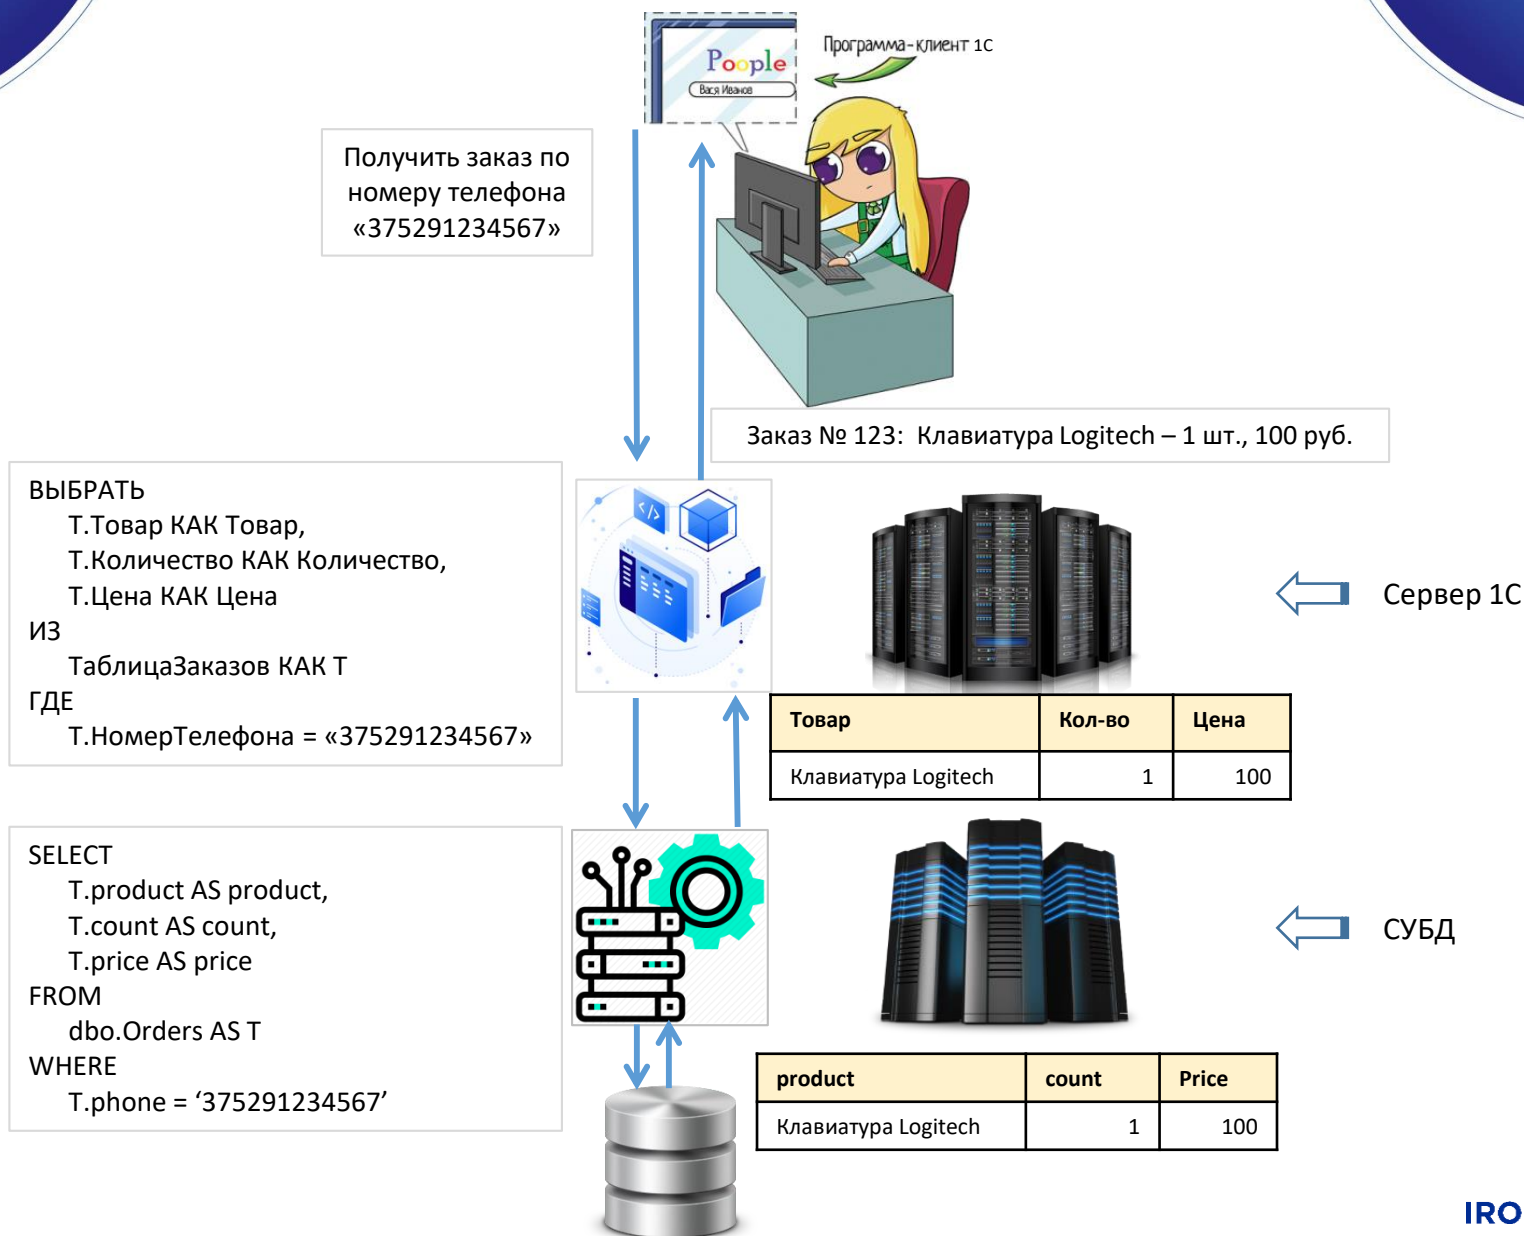 Poople
Вася Иванов
Программа-клиент 1С
Получить заказ по
номеру телефона
«375291234567»
Заказ № 123:  Клавиатура Logitech – 1 шт., 100 руб.
ВЫБРАТЬ
Т.Товар КАК Товар,
Т.Количество КАК Количество,
Т.Цена КАК Цена
ИЗ
ТаблицаЗаказов КАК Т
ГДЕ
Т.НомерТелефона = «375291234567»
</>
Сервер 1С
Товар Кол-во Цена
Клавиатура Logitech 1 100
SELECT
T.product AS product,
T.count AS count,
T.price AS price
FROM
dbo.Orders AS T
WHERE
T.phone = ‘375291234567’
СУБД
product count Price
Клавиатура Logitech 1 100
IRO